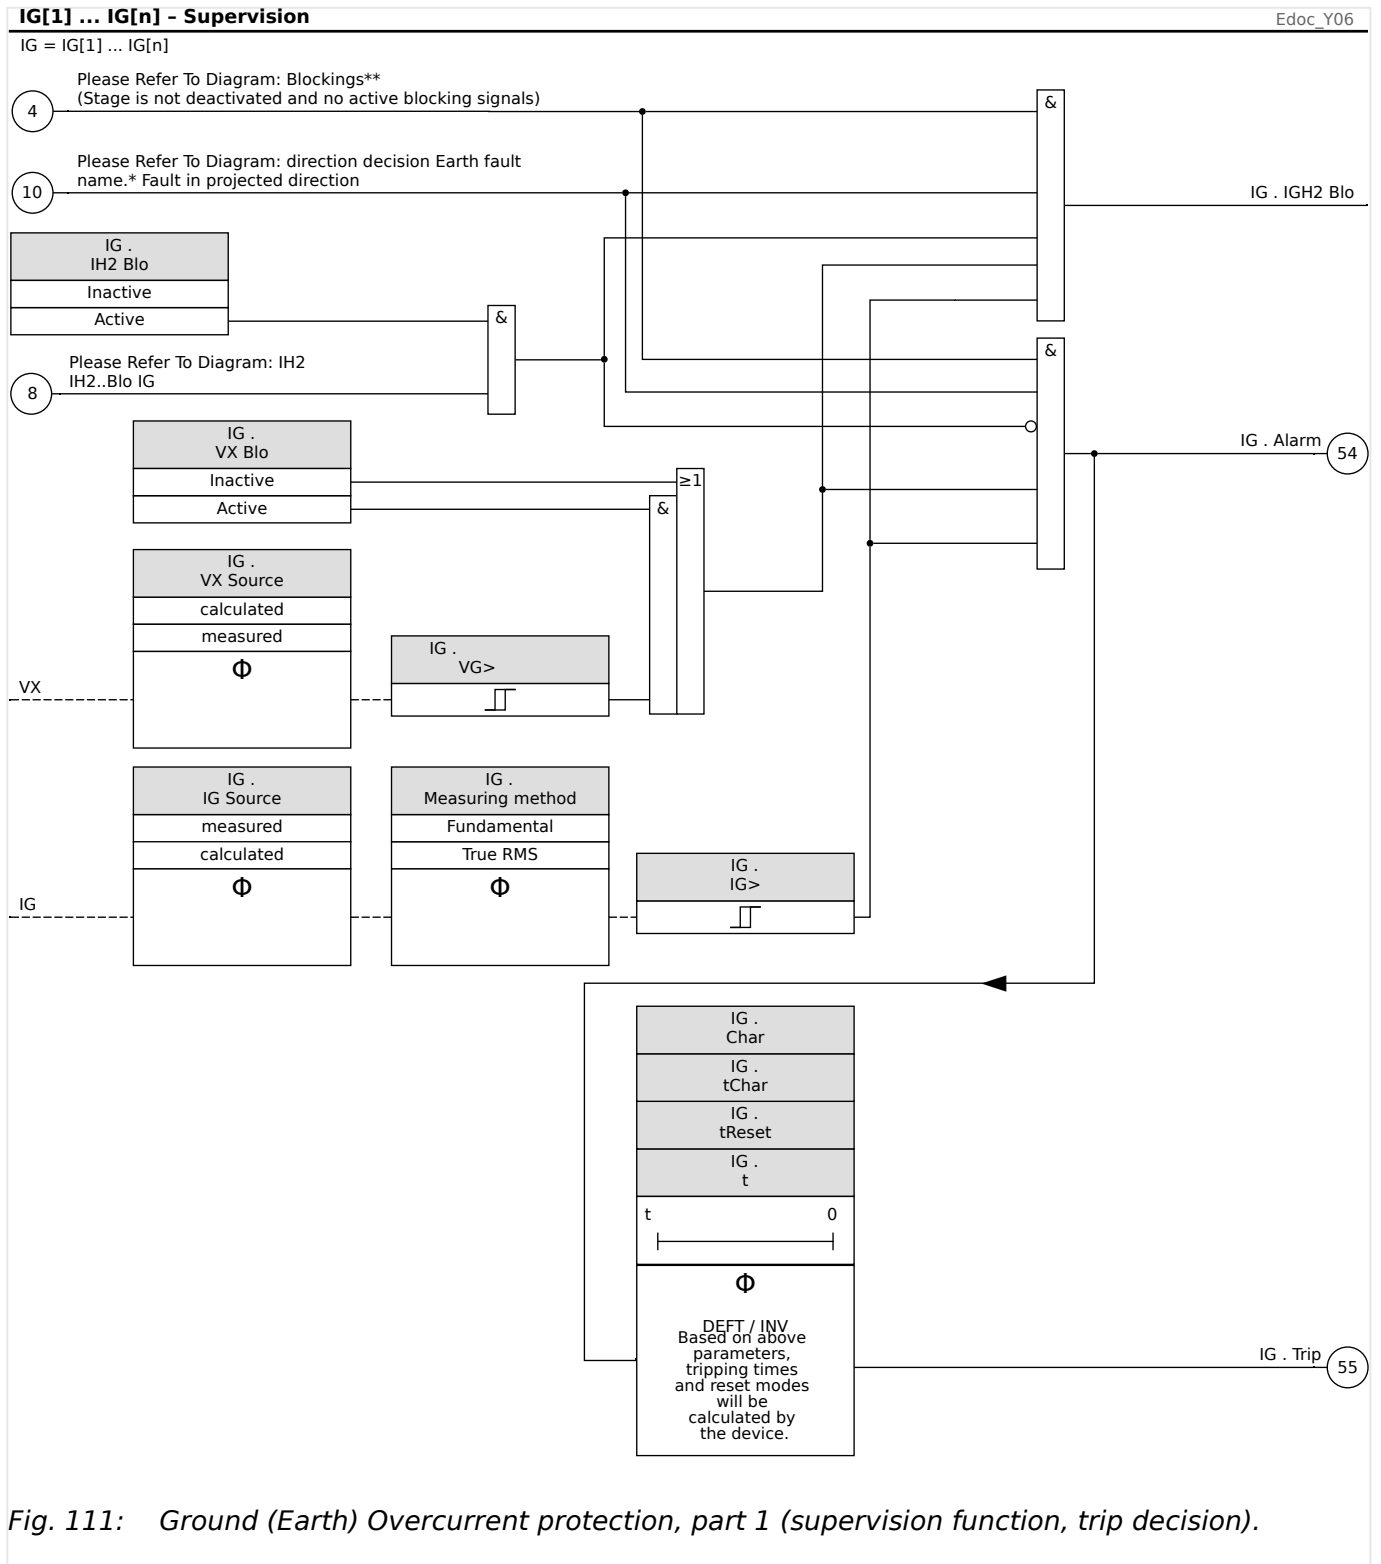 IG[1] ... IG[n] – Supervision
Edoc_Y06
IG = IG[1] ... IG[n]
Please Refer To Diagram: Blockings**
(Stage is not deactivated and no active blocking signals)
4
&
Please Refer To Diagram: direction decision Earth fault
name.* Fault in projected direction
10
IG . IGH2 Blo
IG .
IH2 Blo
Inactive
Active
&
&
Please Refer To Diagram: IH2
IH2..Blo IG
8
IG .
VX Blo
Inactive
Active
≥1
&
IG . Alarm
54
IG .
VX Source
calculated
measured
Φ
VX
IG .
VG>
IG .
IG Source
measured
calculated
Φ
IG
IG .
Measuring method
Fundamental
True RMS
Φ
IG .
IG>
IG .
Char
IG .
tChar
IG .
tReset
IG .
t
t 0
Φ
DEFT / INV
Based on above
parameters,
tripping times
and reset modes
will be
calculated by
the device.
IG . Trip
55
Fig. 111: Ground (Earth) Overcurrent protection, part 1 (supervision function, trip decision).